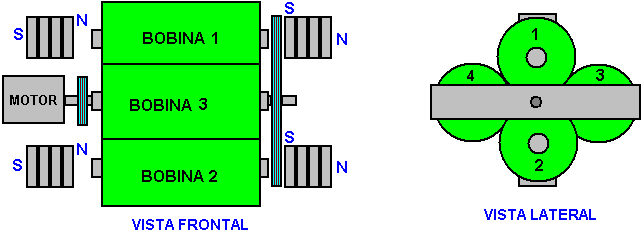 S N BOBINA 1 S N
MOTOR BOBINA 3
S N BOBINA 2 S N
VISTA FRONTAL
1
4 3
2
VISTA LATERAL